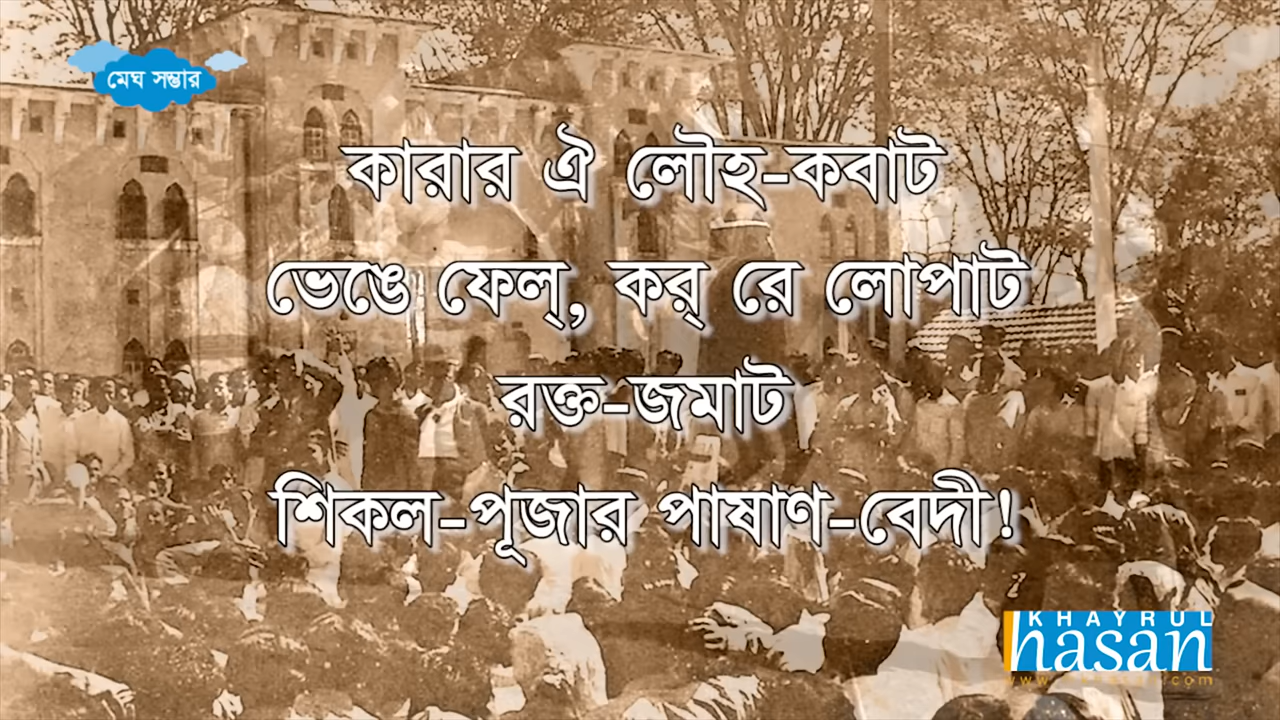 মেঘ সম্ভার
কারার ঐ লৌহ-কবাট
ভেঙে ফেল্, কর্ রে লোপাট
রক্ত-জমাট
শিকল-পূজার পাষাণ-বেদী!
KHAYRUL
hasan